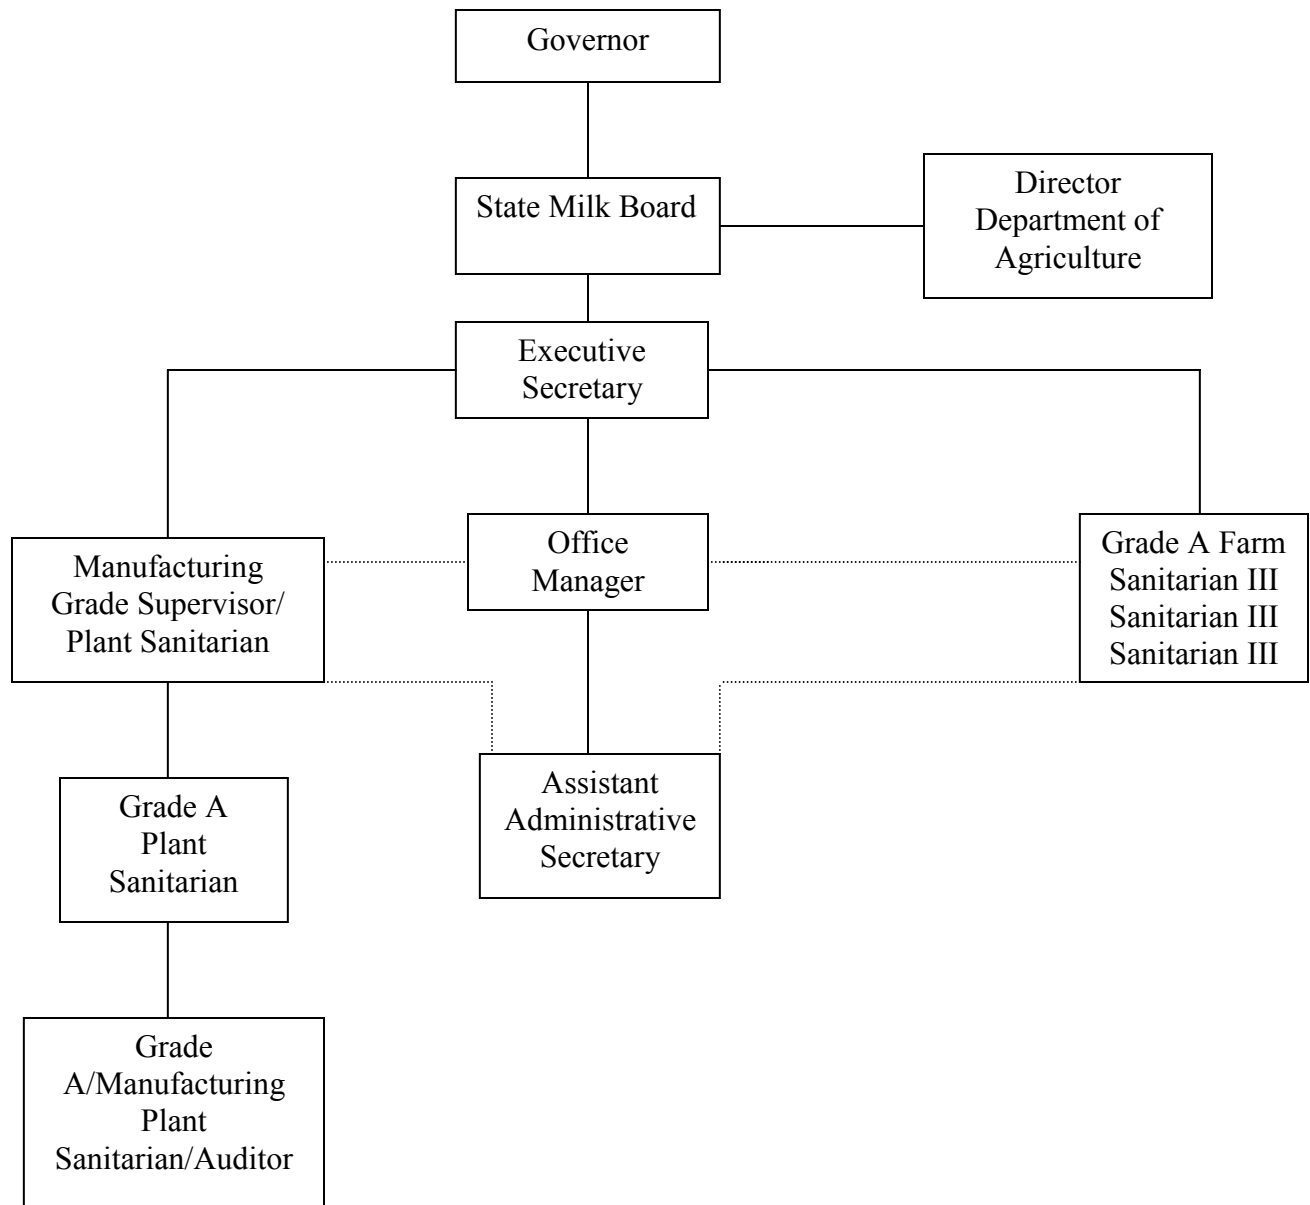 Governor
State Milk Board
Director
Department of
Agriculture
Executive
Secretary
Manufacturing
Grade Supervisor/
Plant Sanitarian
Office
Manager
Grade A Farm
Sanitarian III
Sanitarian III
Sanitarian III
Grade A
Plant
Sanitarian
Assistant
Administrative
Secretary
Grade
A/Manufacturing
Plant
Sanitarian/Auditor